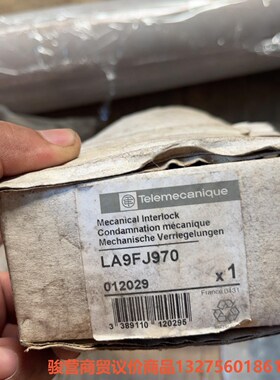 Telemecanique
Mecanical Interlock
Condamnation mécanique
Mechanische Verriegelungen
LA9FJ970
012029
x 1
France 04.11
3 389110 120295
骏营商贸议价商品13275601861